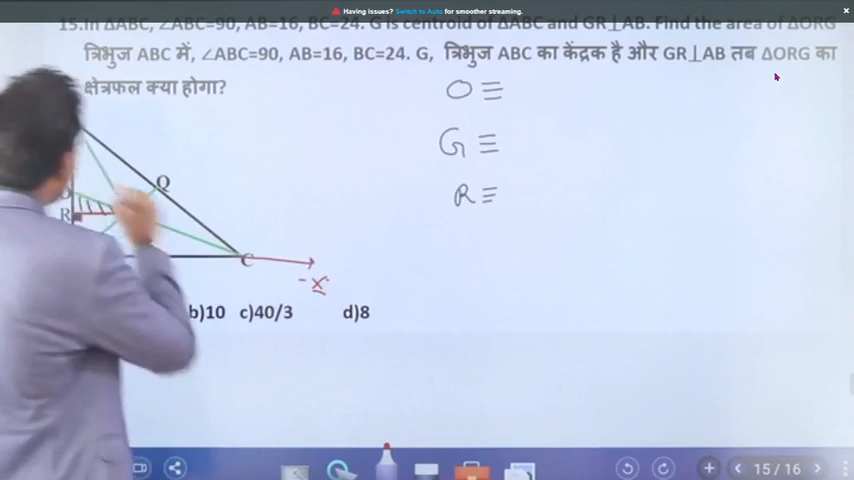 Having issues? Switch to Auto for smoother streaming.
15.In ΔABC, ∠ABC=90, AB=16, BC=24. G is centroid of ΔABC and GR⊥AB. Find the area of ΔORG
त्रिभुज ABC में, ∠ABC=90, AB=16, BC=24. G, त्रिभुज ABC का केंद्रक है और GR⊥AB तब ΔORG का
क्षेत्रफल क्या होगा?
O ≡
G ≡
R ≡
Q
R
C
-x
b)10 c)40/3 d)8
15 / 16